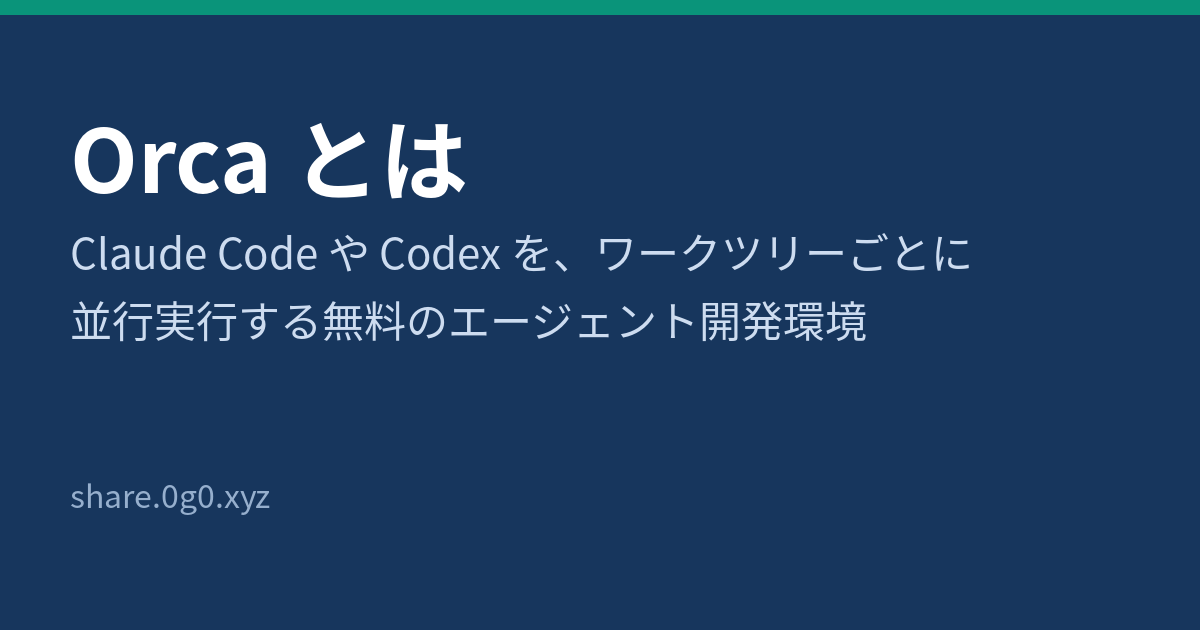 Orca とは
Claude Code や Codex を、ワークツリーごとに
並行実行する無料のエージェント開発環境
share.0g0.xyz